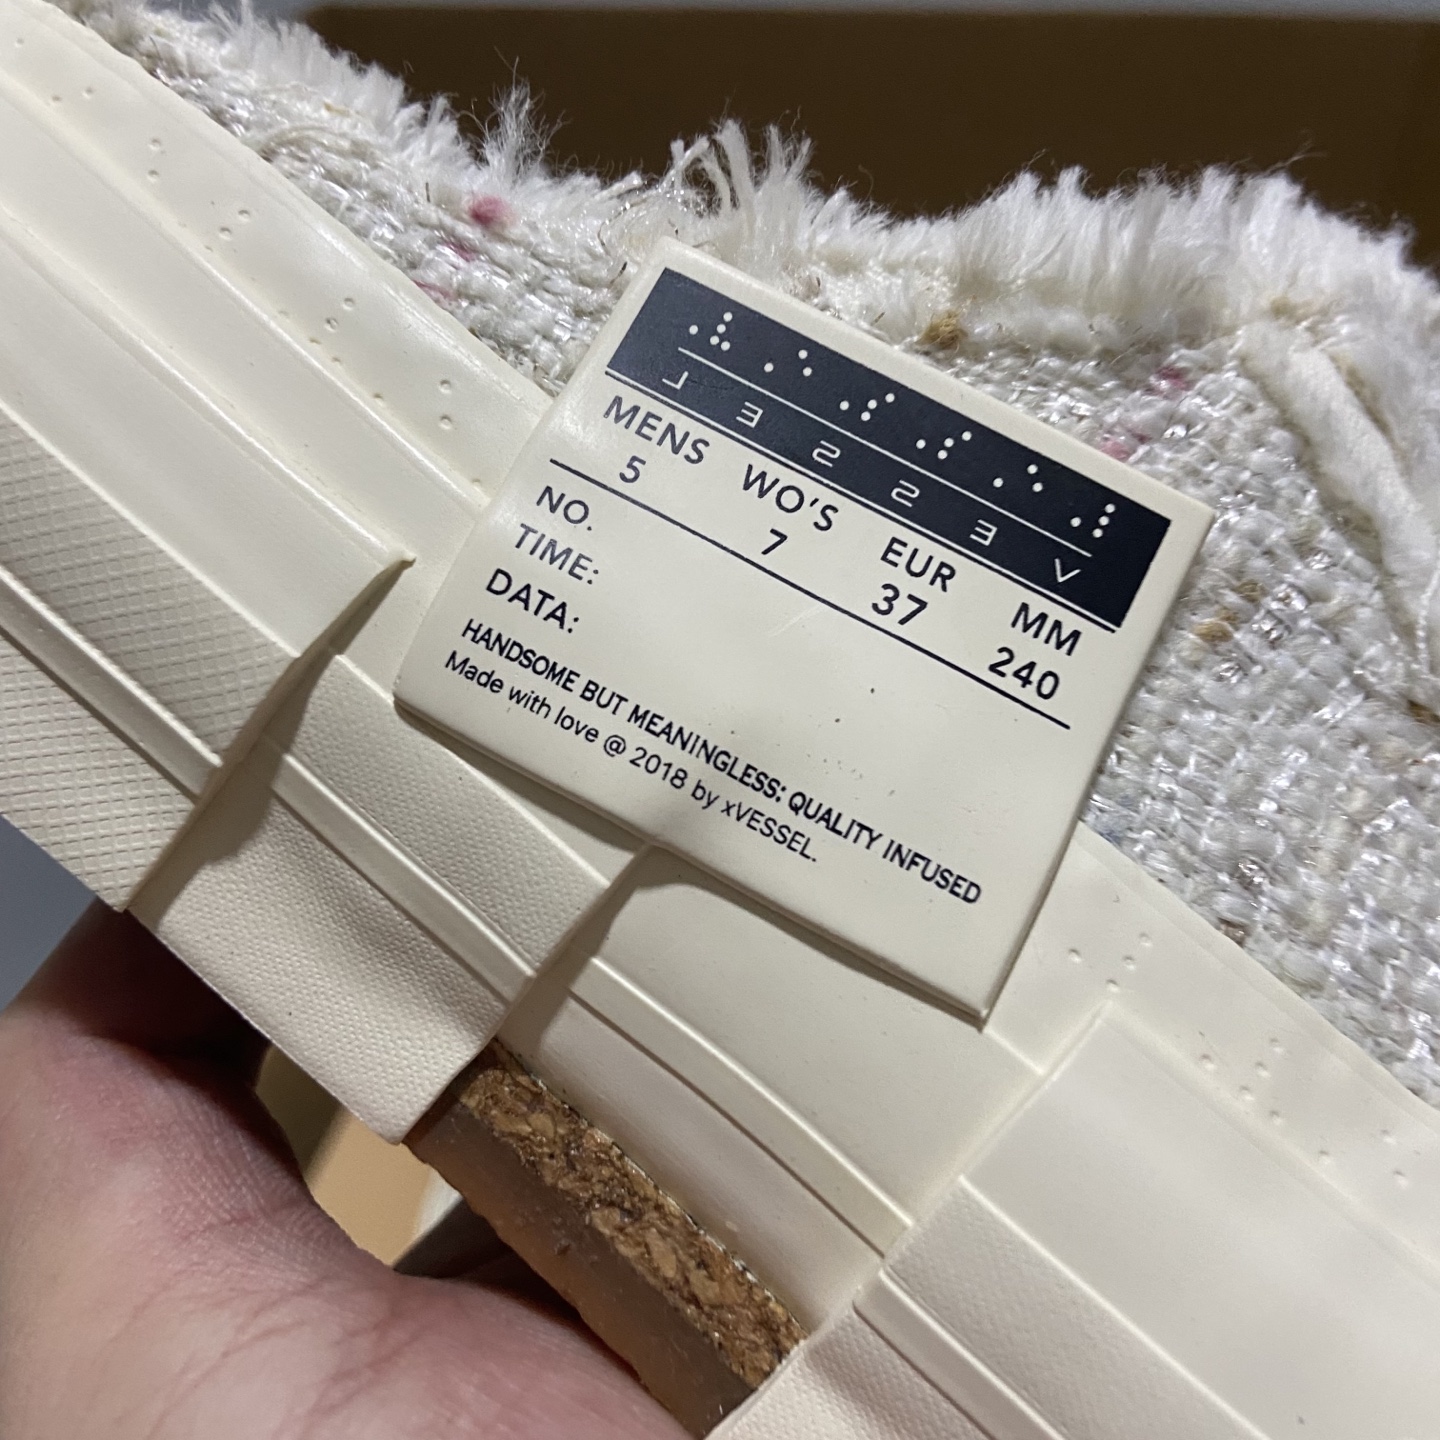 VESSEL
MENS WO'S EUR MM
5 7 37 240
NO.
TIME:
DATA:
HANDSOME BUT MEANINGLESS: QUALITY INFUSED
Made with love @ 2018 by xVESSEL.